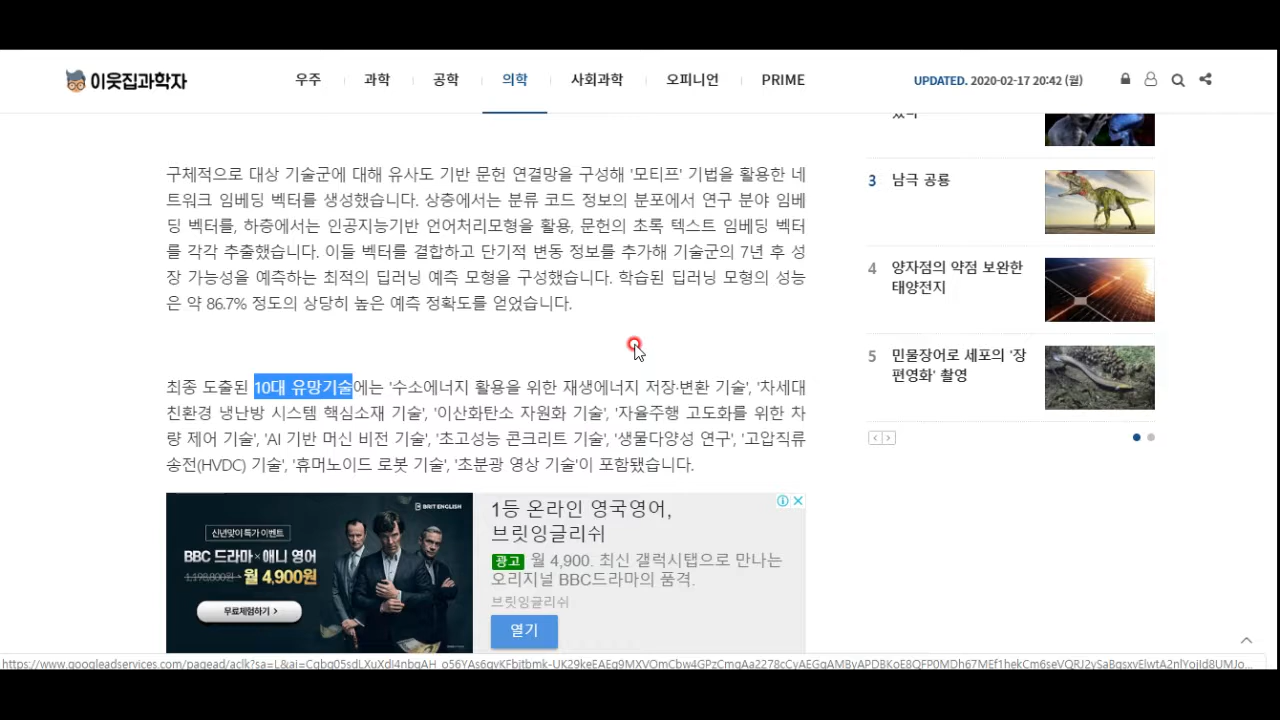 이웃집과학자
우주 과학 공학 의학 사회과학 오피니언 PRIME
UPDATED. 2020-02-17 20:42 (월)
구체적으로 대상 기술군에 대해 유사도 기반 문헌 연결망을 구성해 '모티프' 기법을 활용한 네
트워크 임베딩 벡터를 생성했습니다. 상층에서는 분류 코드 정보의 분포에서 연구 분야 임베
딩 벡터를, 하층에서는 인공지능기반 언어처리모형을 활용, 문헌의 초록 텍스트 임베딩 벡터
를 각각 추출했습니다. 이들 벡터를 결합하고 단기적 변동 정보를 추가해 기술군의 7년 후 성
장 가능성을 예측하는 최적의 딥러닝 예측 모형을 구성했습니다. 학습된 딥러닝 모형의 성능
은 약 86.7% 정도의 상당히 높은 예측 정확도를 얻었습니다.
최종 도출된 10대 유망기술에는 '수소에너지 활용을 위한 재생에너지 저장·변환 기술', '차세대
친환경 냉난방 시스템 핵심소재 기술', '이산화탄소 자원화 기술', '자율주행 고도화를 위한 차
량 제어 기술', 'AI 기반 머신 비전 기술', '초고성능 콘크리트 기술', '생물다양성 연구', '고압직류
송전(HVDC) 기술', '휴머노이드 로봇 기술', '초분광 영상 기술'이 포함됐습니다.
3 남극 공룡
4 양자점의 약점 보완한
태양전지
5 민물장어로 세포의 '장
편영화' 촬영
BRIT ENGLISH
신년맞이 특가 이벤트
BBC 드라마×애니 영어
1,198,800원 월 4,900원
무료체험하기 >
1등 온라인 영국영어,
브릿잉글리쉬
광고 월 4,900. 최신 갤럭시탭으로 만나는
오리지널 BBC드라마의 품격.
브릿잉글리쉬
열기